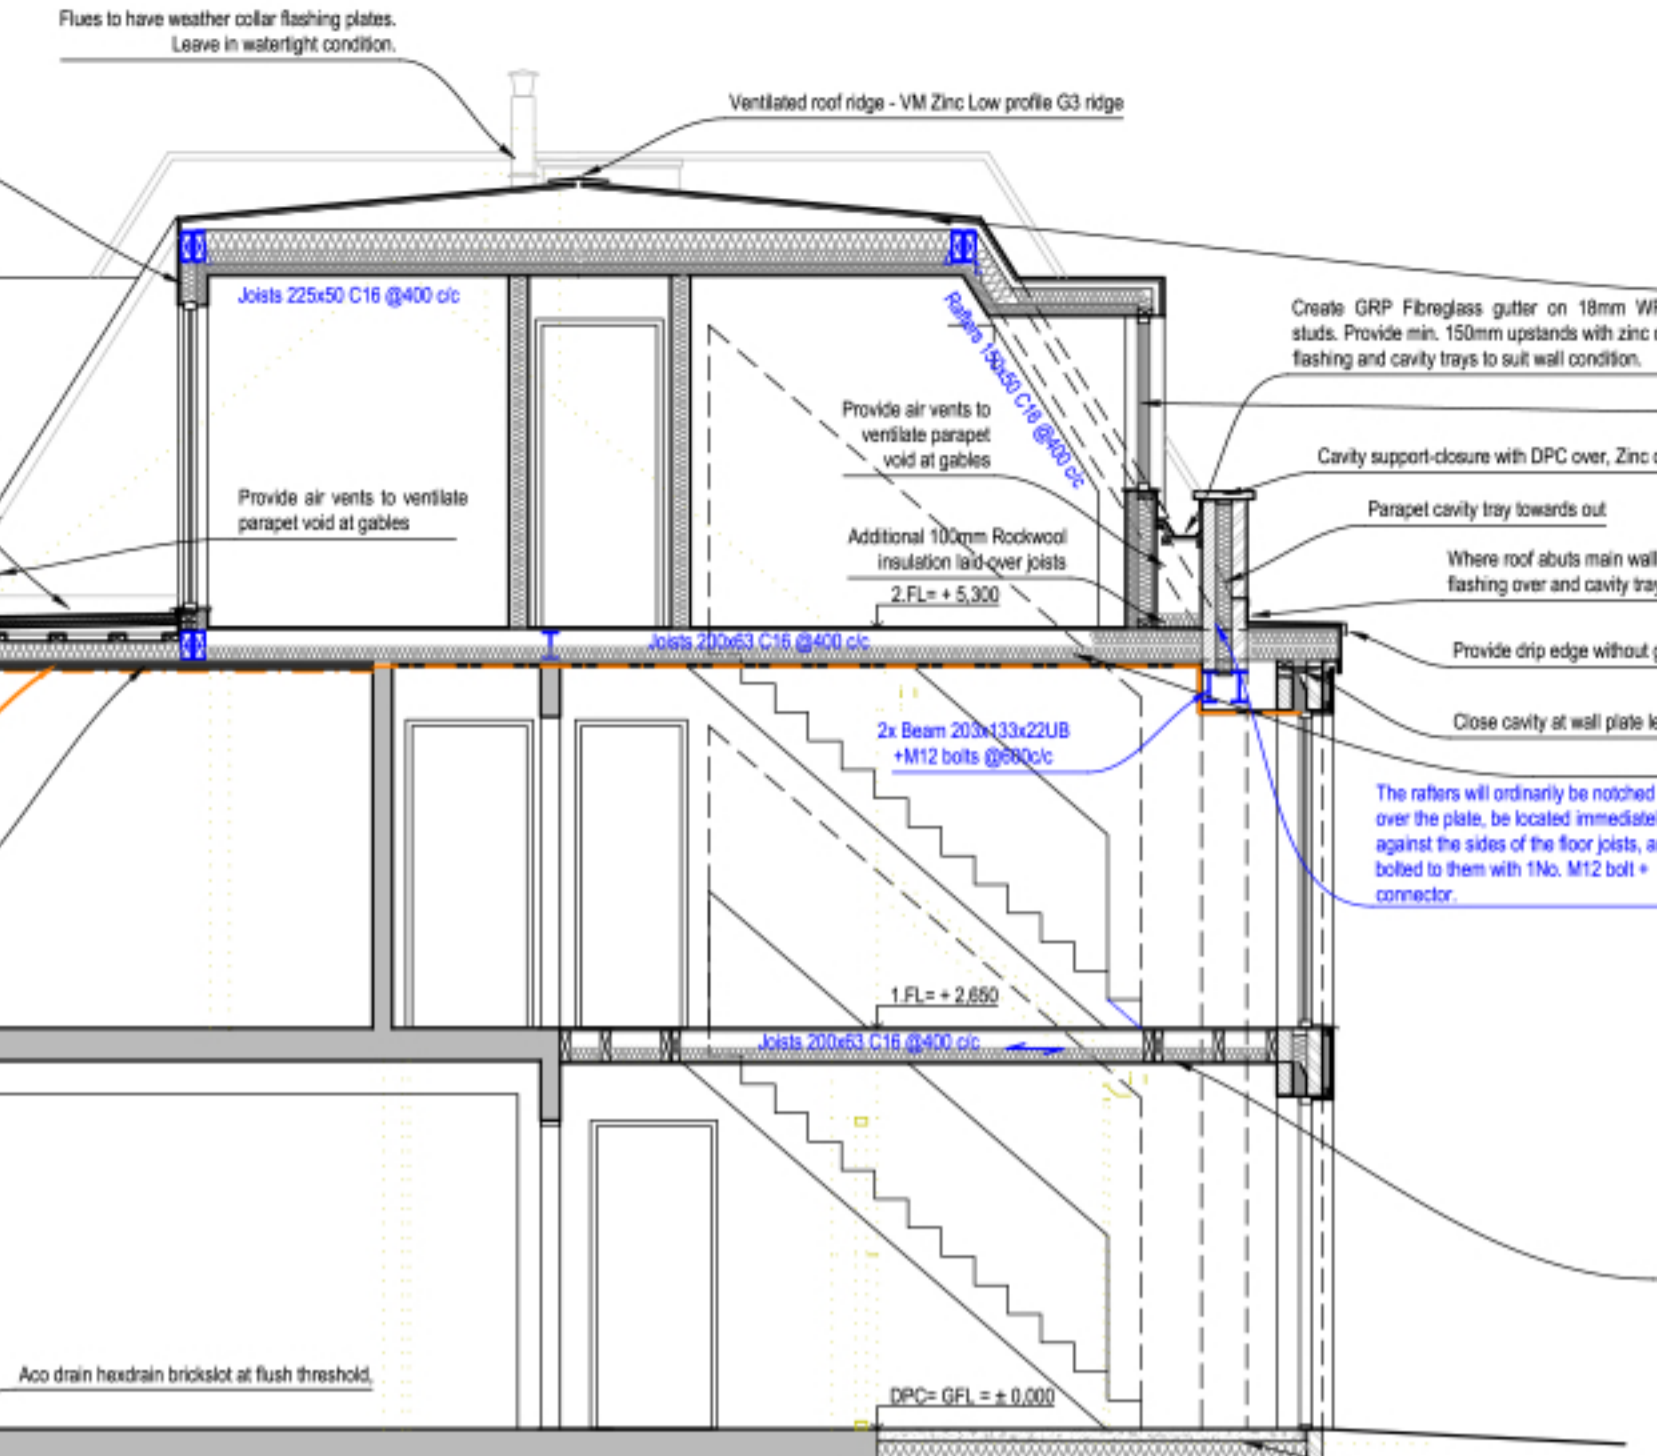 Flues to have weather collar flashing plates.
Leave in watertight condition.
Ventilated roof ridge - VM Zinc Low profile G3 ridge
Joists 225x50 C16 @400 c/c
Rafters 150x50 C16 @400 c/c
Create GRP Fibreglass gutter on 18mm
studs. Provide min. 150mm upstands with zinc
flashing and cavity trays to suit wall condition.
Provide air vents to
ventilate parapet
void at gables
Cavity support-closure with DPC over, Zinc
Provide air vents to ventilate
parapet void at gables
Parapet cavity tray towards out
Additional 100mm Rockwool
insulation laid over joists
Where roof abuts main wall
flashing over and cavity tray
2.FL= + 5,300
Joists 200x63 C16 @400 c/c
Provide drip edge without
2x Beam 203x133x22UB
+M12 bolts @600c/c
Close cavity at wall plate
The rafters will ordinarily be notched
over the plate, be located
against the sides of the floor joists,
bolted to them with 1No. M12 bolt +
connector.
1.FL= + 2,650
Joists 200x63 C16 @400 c/c
Aco drain hexdrain brickslot at flush threshold,
DPC= GFL = ± 0,000